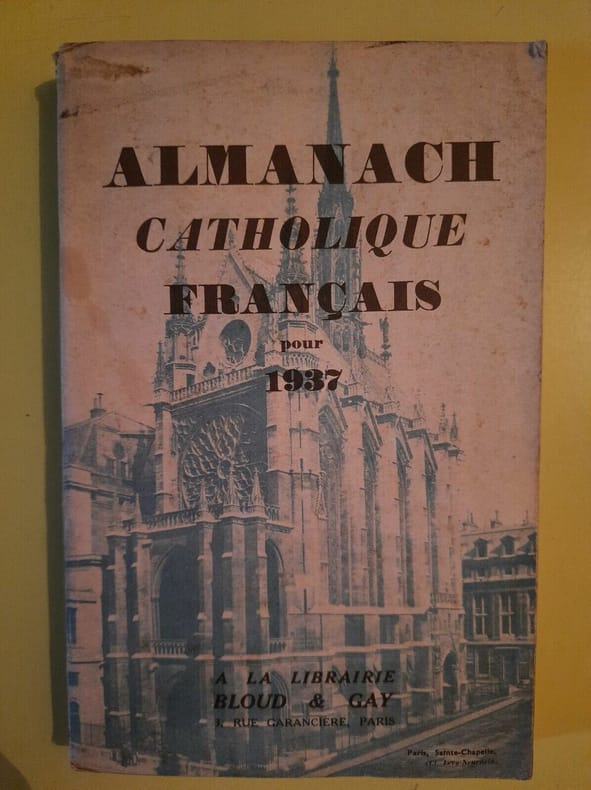 ALMANACH
CATHOLIQUE
FRANÇAIS
pour
1937
A LA LIBRAIRIE
BLOUD & GAY
3, RUE GARANCIÈRE, PARIS
Paris, Sainte-Chapelle.